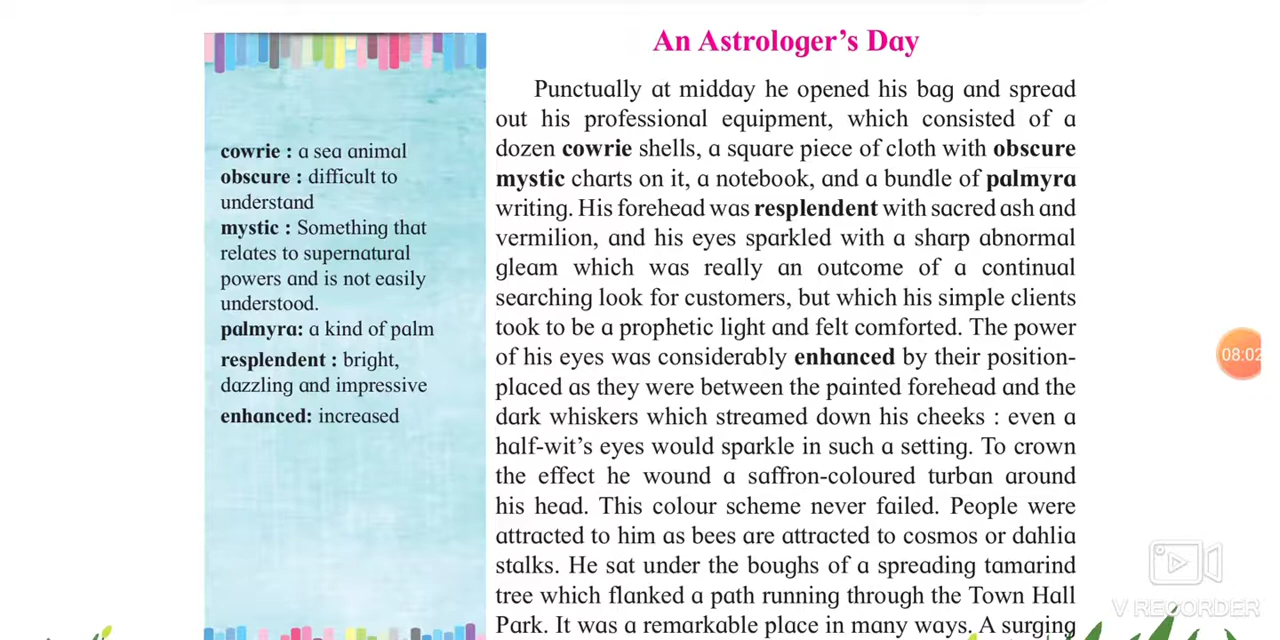 An Astrologer's Day
cowrie : a sea animal
obscure : difficult to
understand
mystic : Something that
relates to supernatural
powers and is not easily
understood.
palmyra: a kind of palm
resplendent : bright,
dazzling and impressive
enhanced: increased
Punctually at midday he opened his bag and spread
out his professional equipment, which consisted of a
dozen cowrie shells, a square piece of cloth with obscure
mystic charts on it, a notebook, and a bundle of palmyra
writing. His forehead was resplendent with sacred ash and
vermilion, and his eyes sparkled with a sharp abnormal
gleam which was really an outcome of a continual
searching look for customers, but which his simple clients
took to be a prophetic light and felt comforted. The power
of his eyes was considerably enhanced by their position-
placed as they were between the painted forehead and the
dark whiskers which streamed down his cheeks : even a
half-wit's eyes would sparkle in such a setting. To crown
the effect he wound a saffron-coloured turban around
his head. This colour scheme never failed. People were
attracted to him as bees are attracted to cosmos or dahlia
stalks. He sat under the boughs of a spreading tamarind
tree which flanked a path running through the Town Hall
Park. It was a remarkable place in many ways. A surging
08:02
V RECORDER